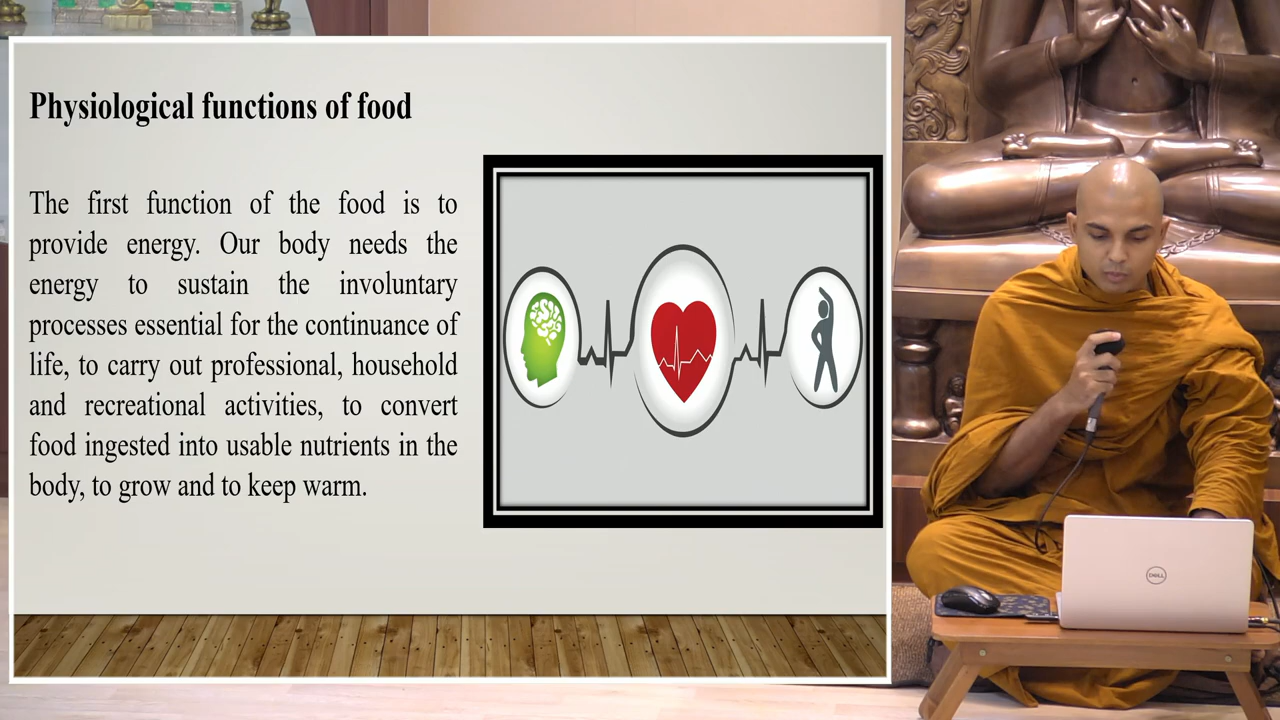 Physiological functions of food
The first function of the food is to
provide energy. Our body needs the
energy to sustain the involuntary
processes essential for the continuance of
life, to carry out professional, household
and recreational activities, to convert
food ingested into usable nutrients in the
body, to grow and to keep warm.
DELL